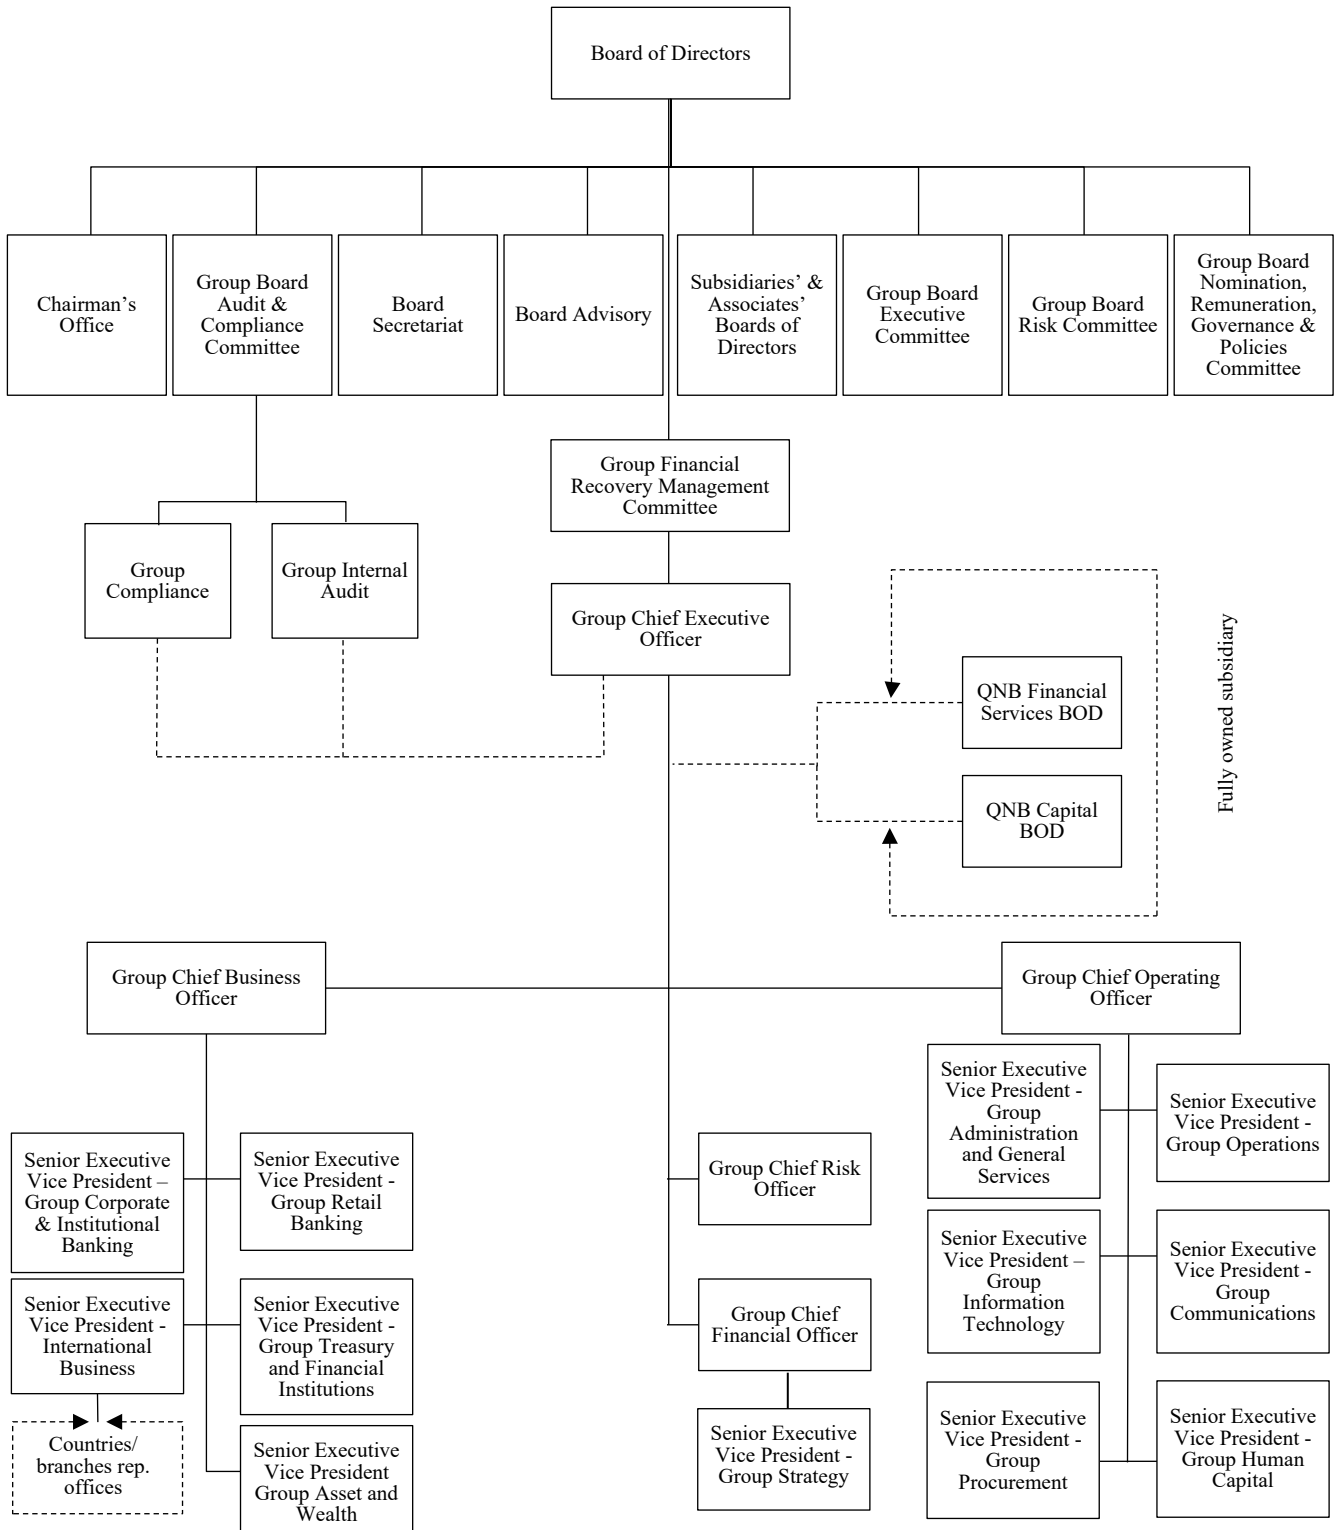 Board of Directors
Chairman’s
Office
Group Board
Audit &
Compliance
Committee
Board
Secretariat
Board Advisory
Subsidiaries’ &
Associates’
Boards of
Directors
Group Board
Executive
Committee
Group Board
Risk Committee
Group Board
Nomination,
Remuneration,
Governance &
Policies
Committee
Group Financial
Recovery Management
Committee
Group
Compliance
Group Internal
Audit
Group Chief Executive
Officer
QNB Financial
Services BOD
QNB Capital
BOD
Fully owned subsidiary
Group Chief Business
Officer
Group Chief Operating
Officer
Senior Executive
Vice President –
Group Corporate
& Institutional
Banking
Senior Executive
Vice President -
Group Retail
Banking
Senior Executive
Vice President -
International
Business
Senior Executive
Vice President -
Group Treasury
and Financial
Institutions
Countries/
branches rep.
offices
Senior Executive
Vice President
Group Asset and
Wealth
Group Chief Risk
Officer
Group Chief
Financial Officer
Senior Executive
Vice President -
Group Strategy
Senior Executive
Vice President -
Group
Administration
and General
Services
Senior Executive
Vice President -
Group Operations
Senior Executive
Vice President –
Group
Information
Technology
Senior Executive
Vice President -
Group
Communications
Senior Executive
Vice President -
Group
Procurement
Senior Executive
Vice President -
Group Human
Capital